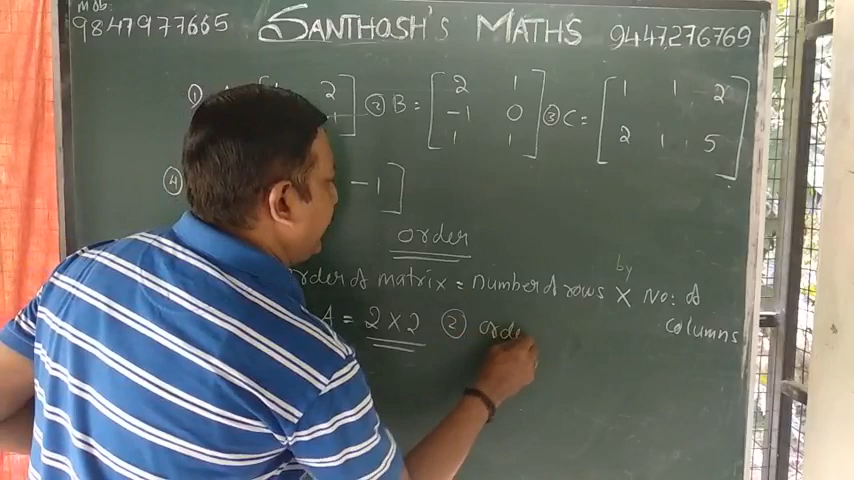 Mob:
9847977665 SANTHOSH'S MATHS 9447276769
① 2 ② B = 2 1 ③ C = 1 1 2
-1 0
1 1 2 1 5
④ -1
order
order of matrix = number of rows by X No: of columns
A = 2 X 2 ② orde